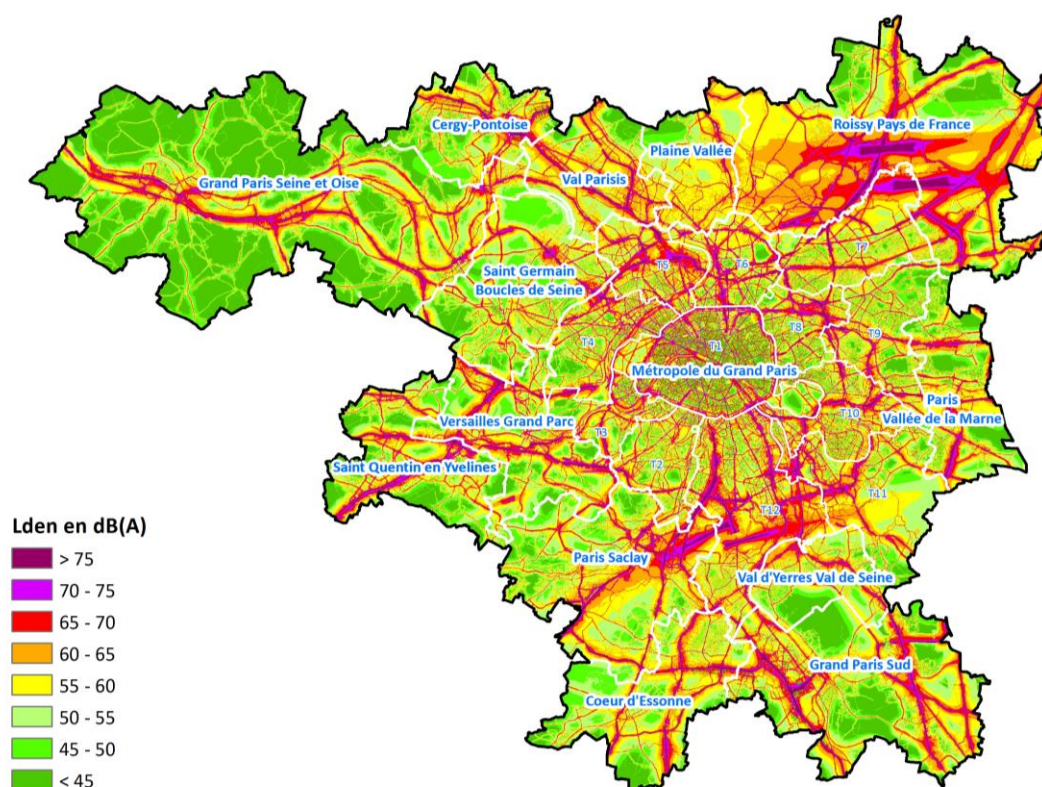 Cergy-Pontoise
Roissy Pays de France
Plaine Vallée
Grand Paris Seine et Oise
Val Parisis
T7
T5
T6
Saint Germain
Boucles de Seine
T8
T9
T4
T1
Métropole du Grand Paris
Paris
Vallée de la Marne
T10
Versailles Grand Parc
T3
Saint Quentin en Yvelines
T2
T11
T12
Paris Saclay
Val d'Yerres Val de Seine
Grand Paris Sud
Coeur d'Essonne
Lden en dB(A)
> 75
70 - 75
65 - 70
60 - 65
55 - 60
50 - 55
45 - 50
< 45